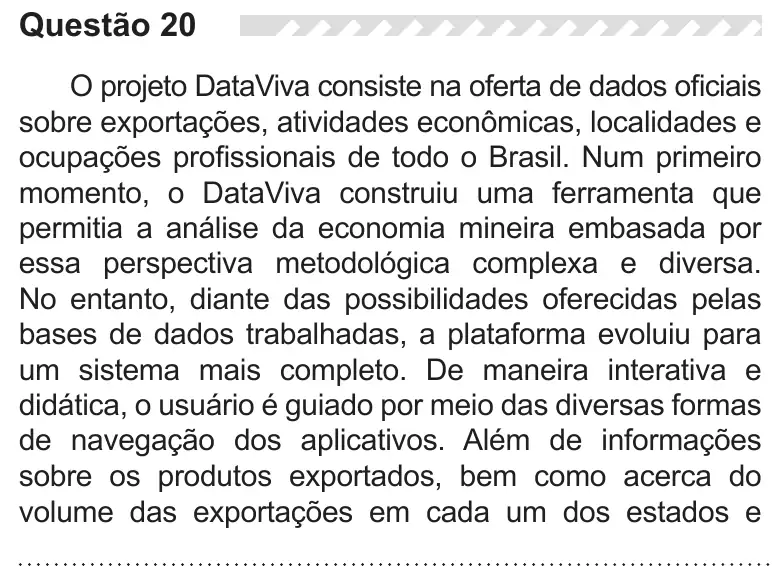 Questão 20
O projeto DataViva consiste na oferta de dados oficiais
sobre exportações, atividades econômicas, localidades e
ocupações profissionais de todo o Brasil. Num primeiro
momento, o DataViva construiu uma ferramenta que
permitia a análise da economia mineira embasada por
essa perspectiva metodológica complexa e diversa.
No entanto, diante das possibilidades oferecidas pelas
bases de dados trabalhadas, a plataforma evoluiu para
um sistema mais completo. De maneira interativa e
didática, o usuário é guiado por meio das diversas formas
de navegação dos aplicativos. Além de informações
sobre os produtos exportados, bem como acerca do
volume das exportações em cada um dos estados e